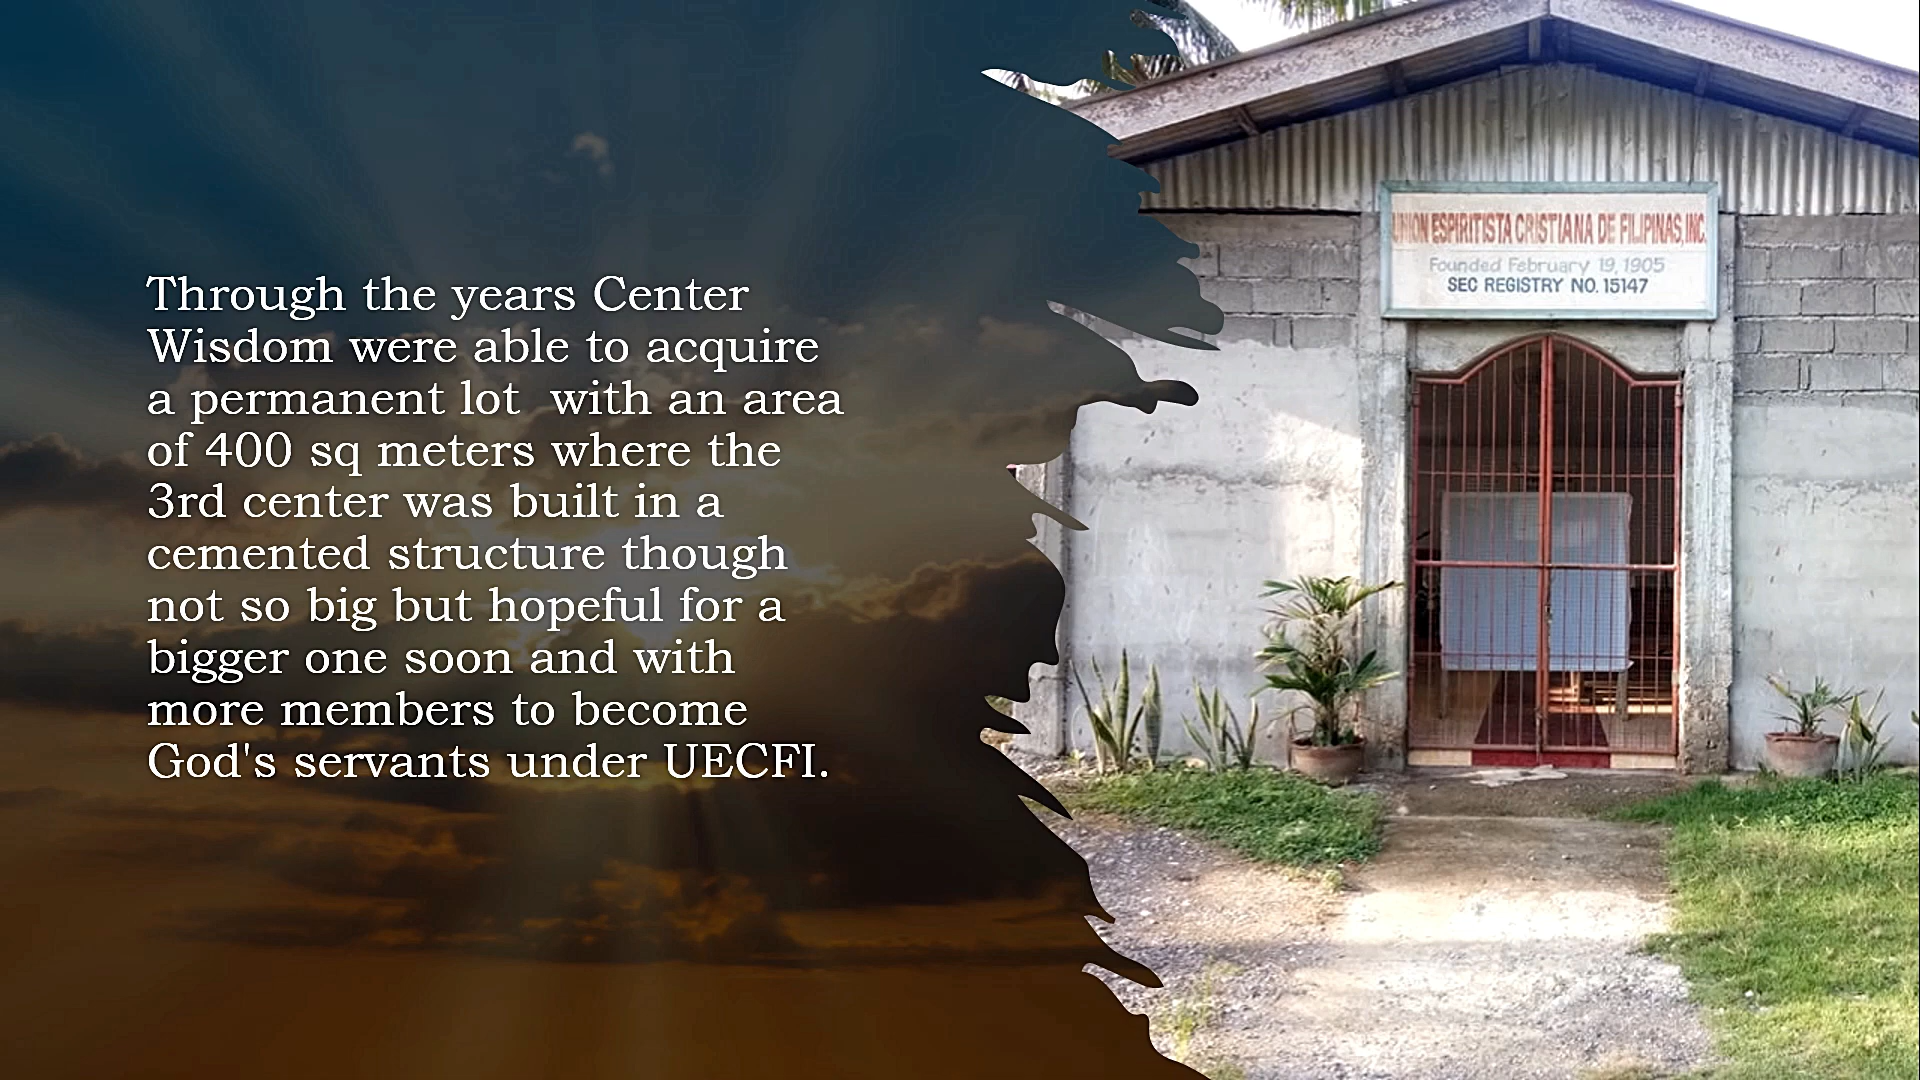 Through the years Center
Wisdom were able to acquire
a permanent lot  with an area
of 400 sq meters where the
3rd center was built in a
cemented structure though
not so big but hopeful for a
bigger one soon and with
more members to become
God's servants under UECFI.
UNION ESPIRITISTA CRISTIANA DE FILIPINAS, INC.
Founded February 19, 1905
SEC REGISTRY NO. 15147